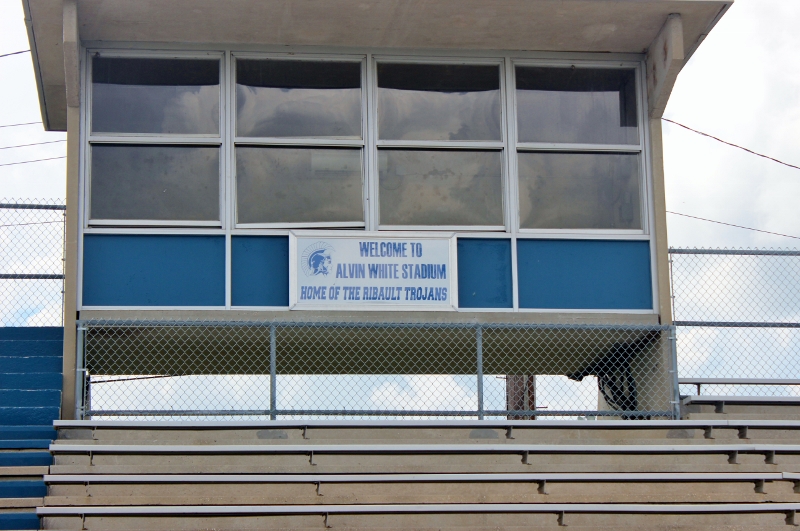 WELCOME TO
ALVIN WHITE STADIUM
HOME OF THE RIBAULT TROJANS